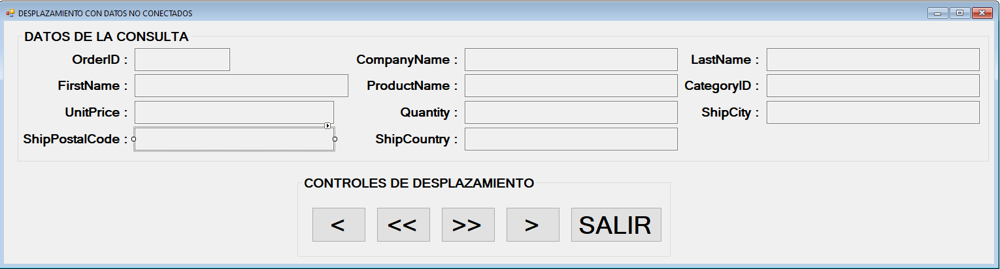 DESPLAZAMIENTO CON DATOS NO CONECTADOS
DATOS DE LA CONSULTA
OrderID : CompanyName : LastName :
FirstName : ProductName : CategoryID :
UnitPrice : Quantity : ShipCity :
ShipPostalCode : ShipCountry :
CONTROLES DE DESPLAZAMIENTO
< << >> > SALIR